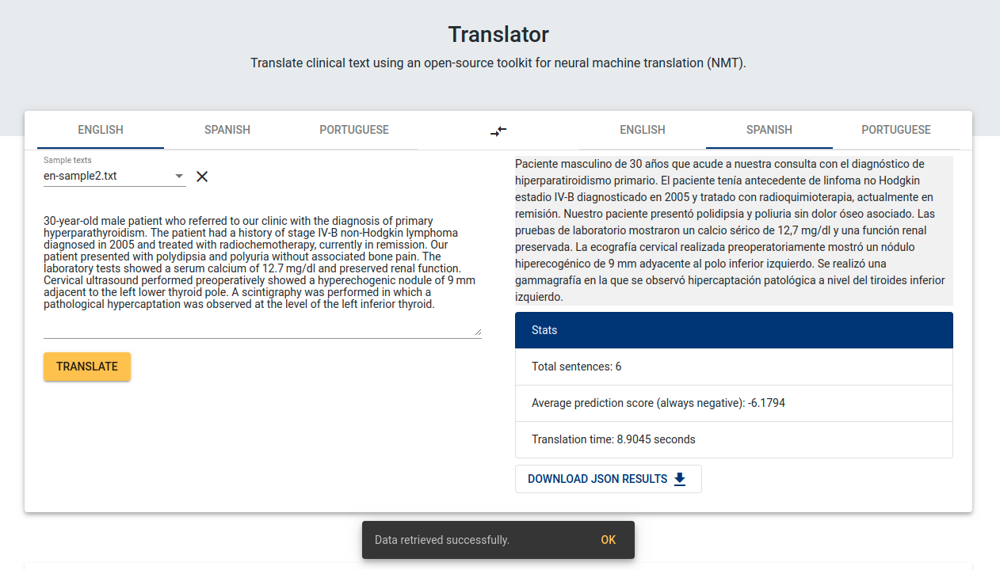 Translator
Translate clinical text using an open-source toolkit for neural machine translation (NMT).
ENGLISH
SPANISH
PORTUGUESE
ENGLISH
SPANISH
PORTUGUESE
Sample texts
en-sample2.txt
30-year-old male patient who referred to our clinic with the diagnosis of primary
hyperparathyroidism. The patient had a history of stage IV-B non-Hodgkin lymphoma
diagnosed in 2005 and treated with radiochemotherapy, currently in remission. Our
patient presented with polydipsia and polyuria without associated bone pain. The
laboratory tests showed a serum calcium of 12.7 mg/dl and preserved renal function.
Cervical ultrasound performed preoperatively showed a hyperechogenic nodule of 9 mm
adjacent to the left lower thyroid pole. A scintigraphy was performed in which a
pathological hypercaptation was observed at the level of the left inferior thyroid.
TRANSLATE
Paciente masculino de 30 años que acude a nuestra consulta con el diagnóstico de
hiperparatiroidismo primario. El paciente tenía antecedente de linfoma no Hodgkin
estadio IV-B diagnosticado en 2005 y tratado con radioquimioterapia, actualmente en
remisión. Nuestro paciente presentó polidipsia y poliuria sin dolor óseo asociado. Las
pruebas de laboratorio mostraron un calcio sérico de 12,7 mg/dl y una función renal
preservada. La ecografía cervical realizada preoperatoriamente mostró un nódulo
hiperecogénico de 9 mm adyacente al polo inferior izquierdo. Se realizó una
gammagrafía en la que se observó hipercaptación patológica a nivel del tiroides inferior
izquierdo.
Stats
Total sentences: 6
Average prediction score (always negative): -6.1794
Translation time: 8.9045 seconds
DOWNLOAD JSON RESULTS
Data retrieved successfully.
OK